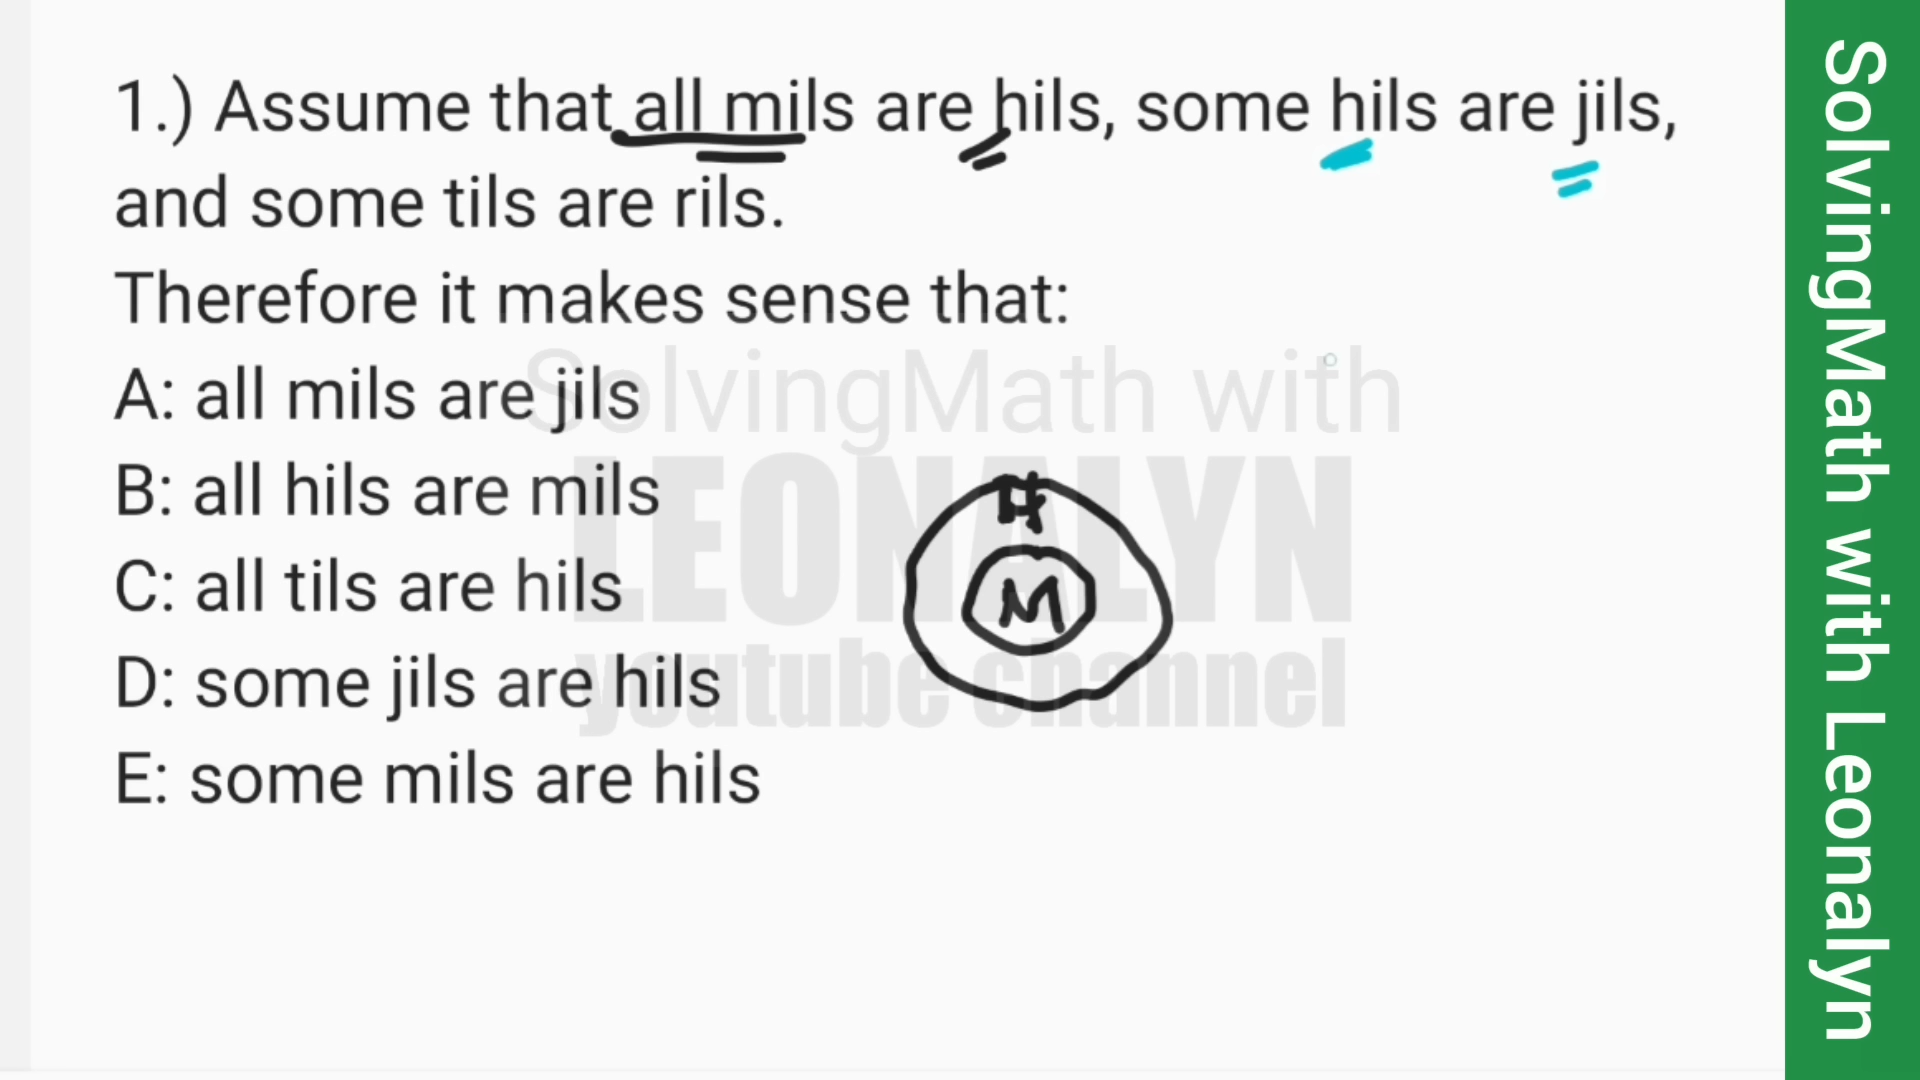 1.) Assume that all mils are hils, some hils are jils,
and some tils are rils.
Therefore it makes sense that:
A: all mils are jils
B: all hils are mils
C: all tils are hils
D: some jils are hils
E: some mils are hils
H
M
SolvingMath with
LEONALYN
youtube channel
SolvingMath with Leonalyn